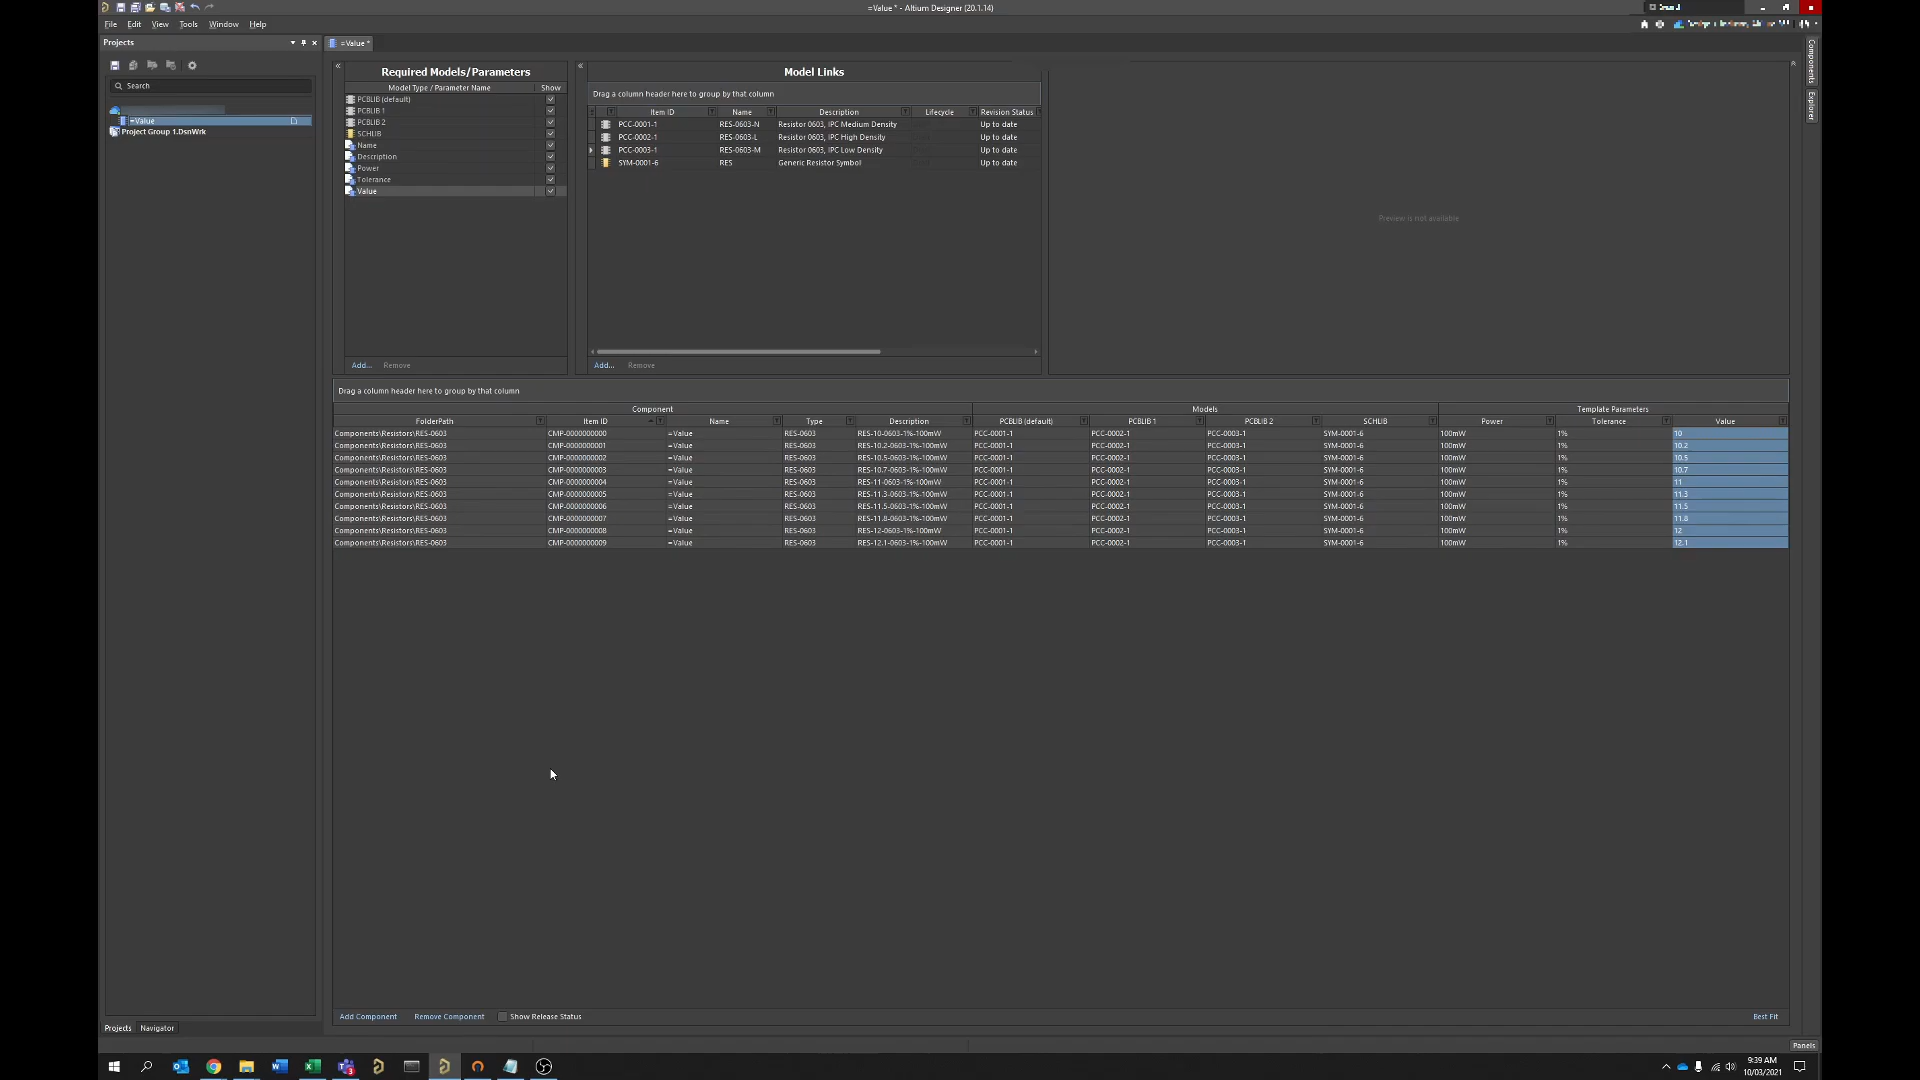 =Value * - Altium Designer (20.1.14)
File Edit View Tools Window Help
Projects
=Value *
Search
=Value
Project Group 1.DsnWrk
Required Models/Parameters
Model Type / Parameter Name Show
PCBLIB (default)
PCBLIB 1
PCBLIB 2
SCHLIB
Name
Description
Power
Tolerance
Value
Add... Remove
Model Links
Drag a column header here to group by that column
Item ID Name Description Lifecycle Revision Status
PCC-0001-1 RES-0603-N Resistor 0603, IPC Medium Density Up to date
PCC-0002-1 RES-0603-L Resistor 0603, IPC High Density Up to date
PCC-0003-1 RES-0603-M Resistor 0603, IPC Low Density Up to date
SYM-0001-6 RES Generic Resistor Symbol Up to date
Add... Remove
Preview is not available
Components
Explorer
Drag a column header here to group by that column
Component Models Template Parameters
FolderPath Item ID Name Type Description PCBLIB (default) PCBLIB 1 PCBLIB 2 SCHLIB Power Tolerance Value
Components\Resistors\RES-0603 CMP-0000000000 =Value RES-0603 RES-10-0603-1%-100mW PCC-0001-1 PCC-0002-1 PCC-0003-1 SYM-0001-6 100mW 1% 10
Components\Resistors\RES-0603 CMP-0000000001 =Value RES-0603 RES-10.2-0603-1%-100mW PCC-0001-1 PCC-0002-1 PCC-0003-1 SYM-0001-6 100mW 1% 10.2
Components\Resistors\RES-0603 CMP-0000000002 =Value RES-0603 RES-10.5-0603-1%-100mW PCC-0001-1 PCC-0002-1 PCC-0003-1 SYM-0001-6 100mW 1% 10.5
Components\Resistors\RES-0603 CMP-0000000003 =Value RES-0603 RES-10.7-0603-1%-100mW PCC-0001-1 PCC-0002-1 PCC-0003-1 SYM-0001-6 100mW 1% 10.7
Components\Resistors\RES-0603 CMP-0000000004 =Value RES-0603 RES-11-0603-1%-100mW PCC-0001-1 PCC-0002-1 PCC-0003-1 SYM-0001-6 100mW 1% 11
Components\Resistors\RES-0603 CMP-0000000005 =Value RES-0603 RES-11.3-0603-1%-100mW PCC-0001-1 PCC-0002-1 PCC-0003-1 SYM-0001-6 100mW 1% 11.3
Components\Resistors\RES-0603 CMP-0000000006 =Value RES-0603 RES-11.5-0603-1%-100mW PCC-0001-1 PCC-0002-1 PCC-0003-1 SYM-0001-6 100mW 1% 11.5
Components\Resistors\RES-0603 CMP-0000000007 =Value RES-0603 RES-11.8-0603-1%-100mW PCC-0001-1 PCC-0002-1 PCC-0003-1 SYM-0001-6 100mW 1% 11.8
Components\Resistors\RES-0603 CMP-0000000008 =Value RES-0603 RES-12-0603-1%-100mW PCC-0001-1 PCC-0002-1 PCC-0003-1 SYM-0001-6 100mW 1% 12
Components\Resistors\RES-0603 CMP-0000000009 =Value RES-0603 RES-12.1-0603-1%-100mW PCC-0001-1 PCC-0002-1 PCC-0003-1 SYM-0001-6 100mW 1% 12.1
Add Component Remove Component Show Release Status Best Fit
Projects Navigator
Panels
9:39 AM
10/03/2021